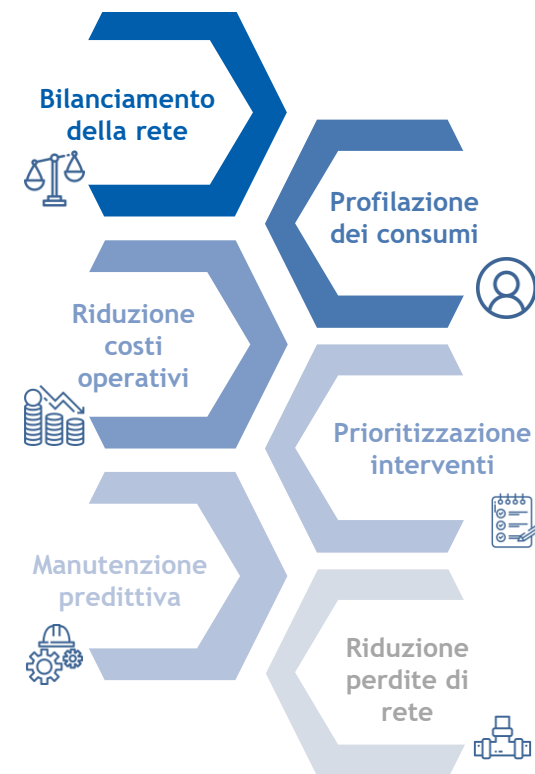 Bilanciamento
della rete
Profilazione
dei consumi
Riduzione
costi
operativi
Prioritizzazione
interventi
Manutenzione
predittiva
Riduzione
perdite di
rete